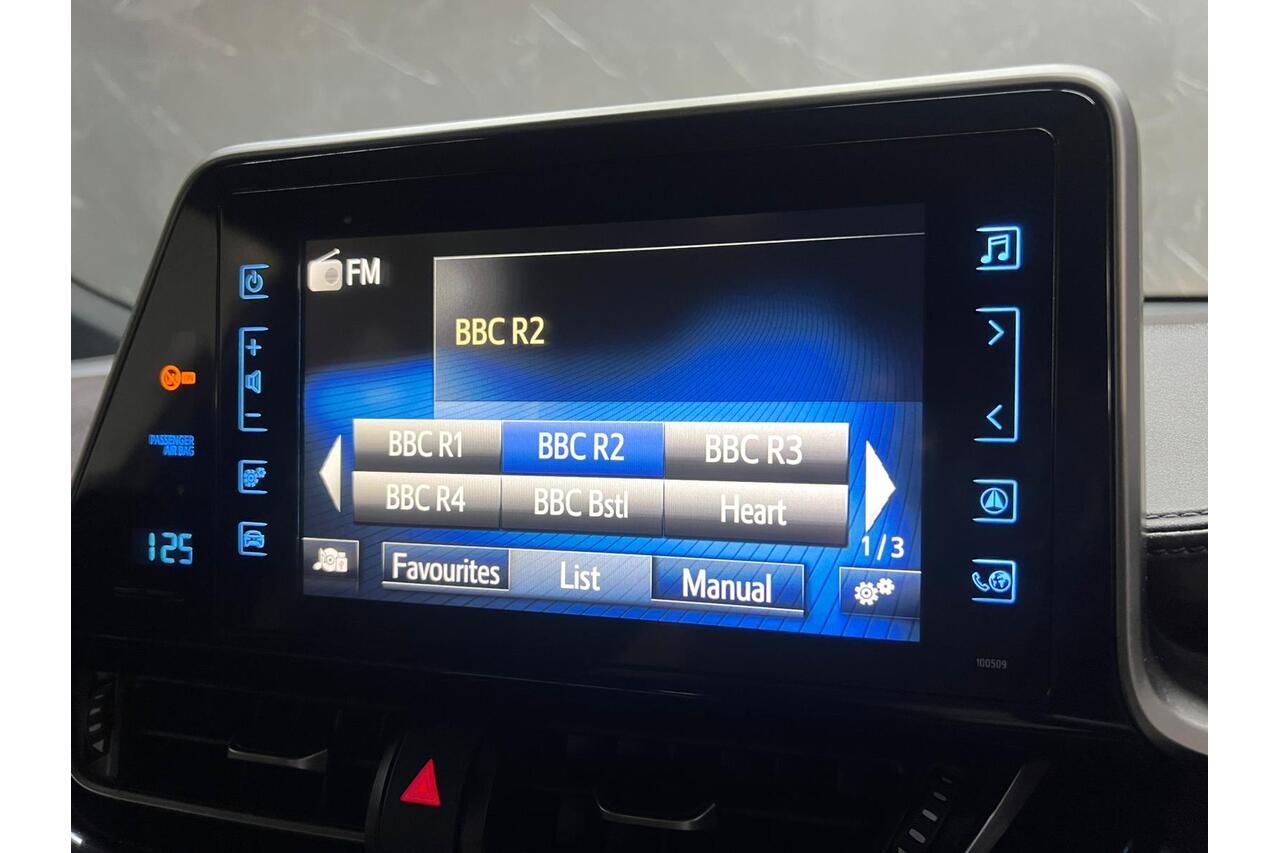 FM
BBC R2
BBC R1 BBC R2 BBC R3
BBC R4 BBC Bstl Heart
1/3
Favourites List Manual
ON
PASSENGER
AIR BAG
125
100509